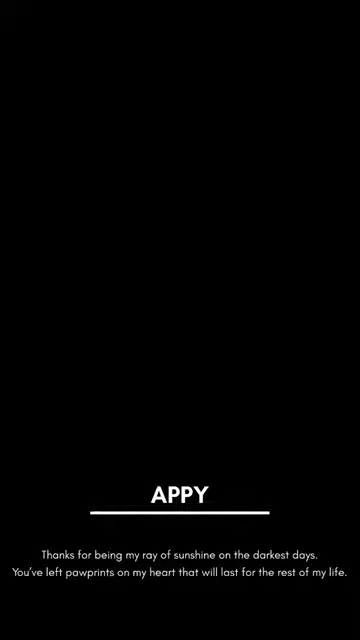 APPY
Thanks for being my ray of sunshine on the darkest days.
You've left pawprints on my heart that will last for the rest of my life.